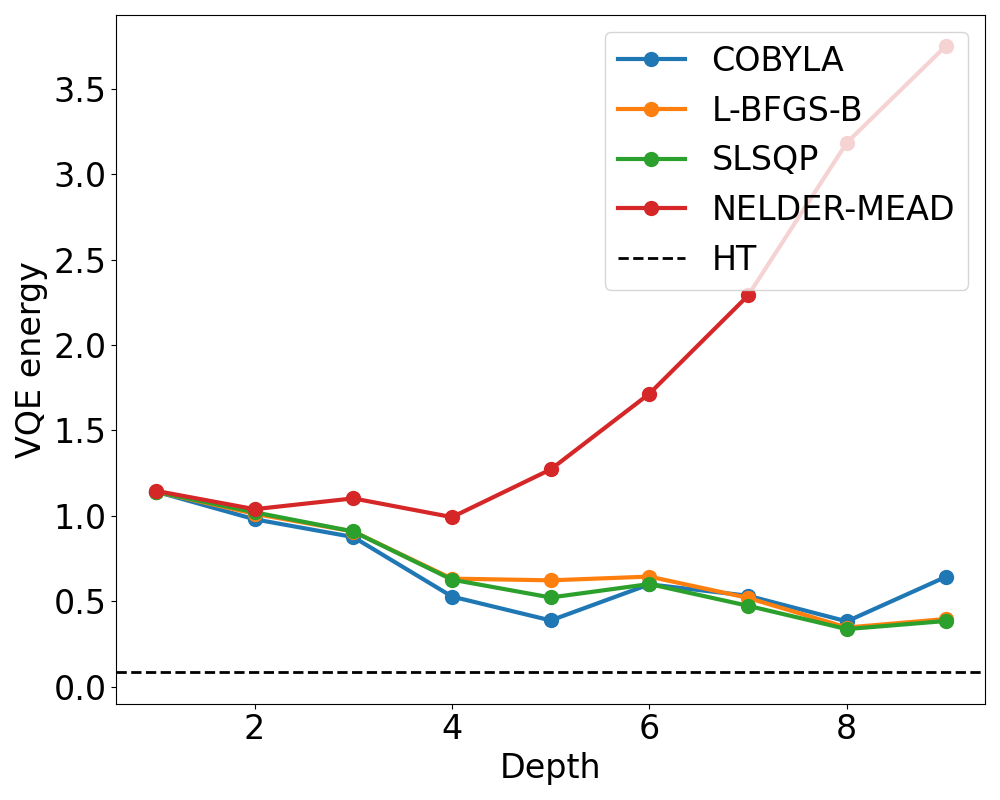 VQE energy
3.5
3.0
2.5
2.0
1.5
1.0
0.5
0.0
2
4
6
8
Depth
COBYLA
L-BFGS-B
SLSQP
NELDER-MEAD
HT